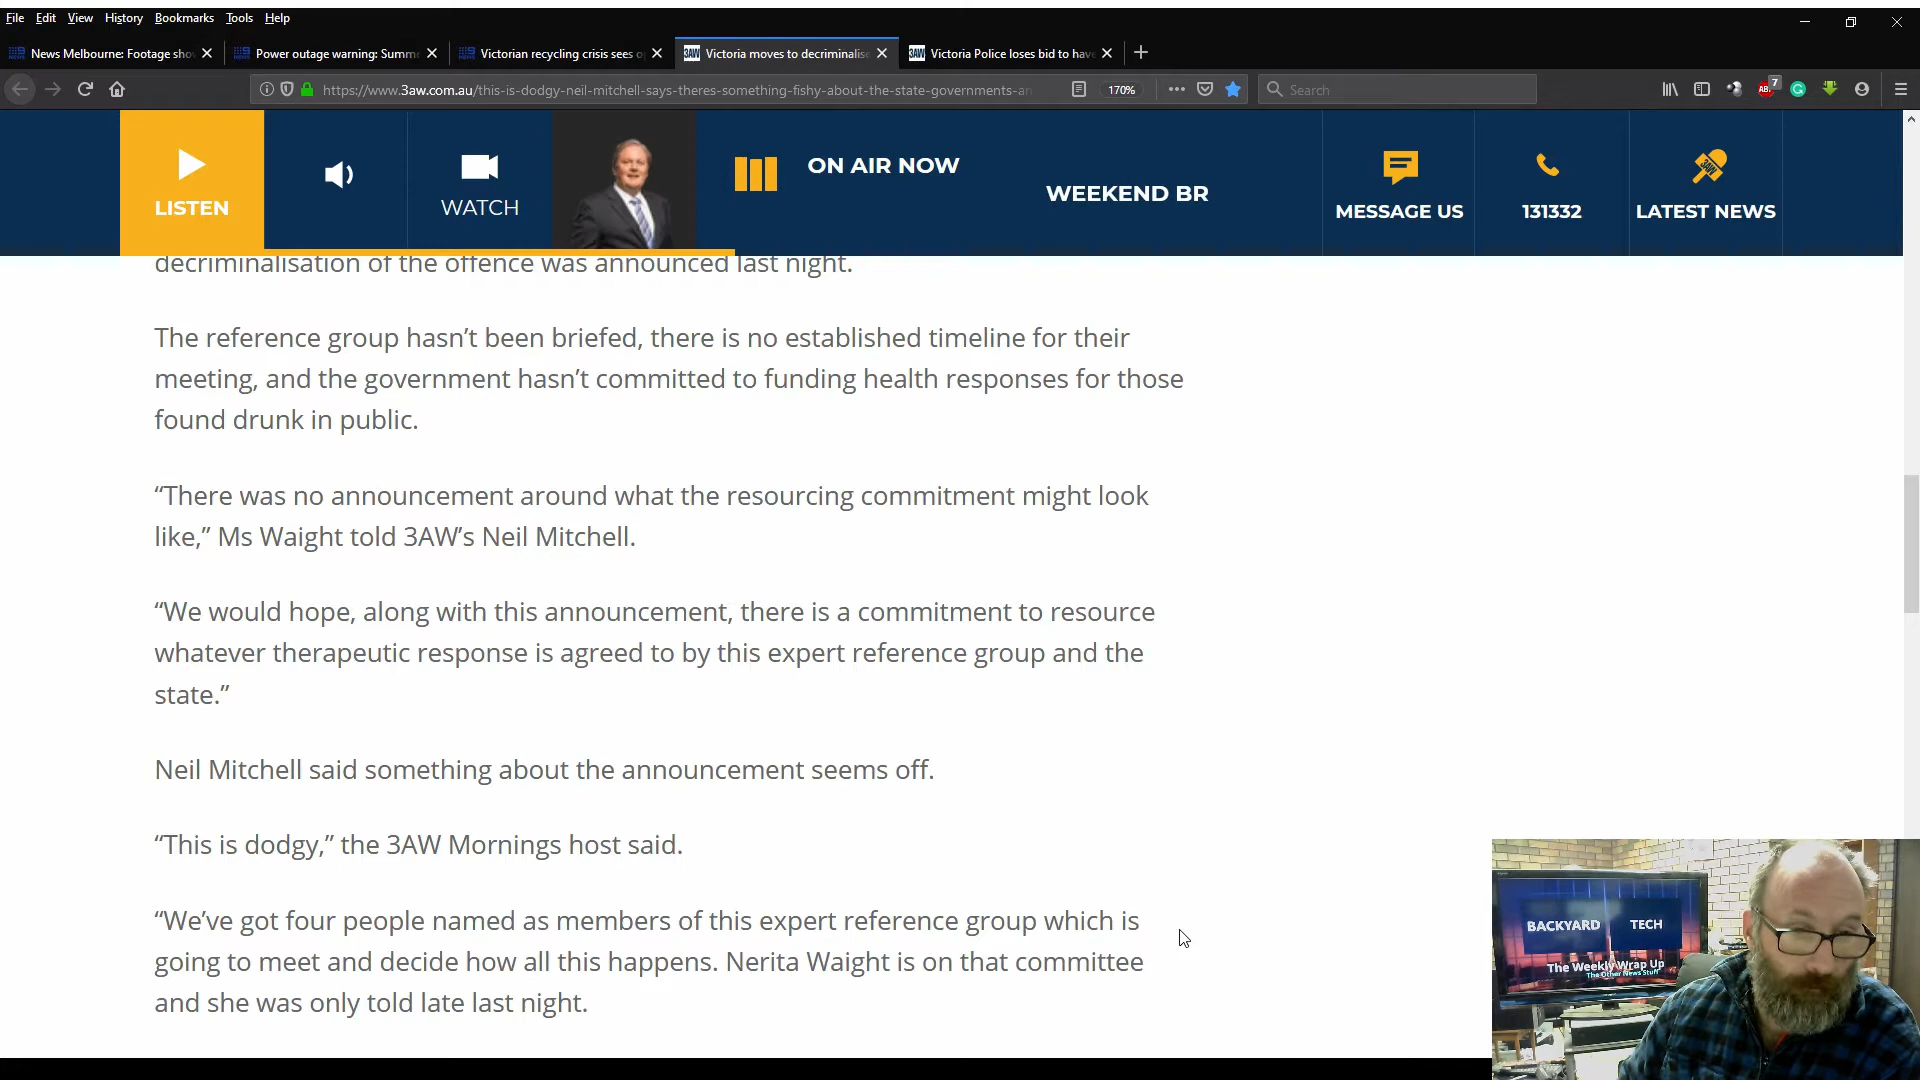 File Edit View History Bookmarks Tools Help
News Melbourne: Footage sho
Power outage warning: Summe
Victorian recycling crisis sees o
3AW Victoria moves to decriminalise
3AW Victoria Police loses bid to hav
https://www.3aw.com.au/this-is-dodgy-neil-mitchell-says-theres-something-fishy-about-the-state-governments-an
170%
Search
7
ABP
LISTEN
WATCH
ON AIR NOW
WEEKEND BR
MESSAGE US
131332
3AW
LATEST NEWS
decriminalisation of the offence was announced last night.
The reference group hasn’t been briefed, there is no established timeline for their
meeting, and the government hasn’t committed to funding health responses for those
found drunk in public.
“There was no announcement around what the resourcing commitment might look
like,” Ms Waight told 3AW’s Neil Mitchell.
“We would hope, along with this announcement, there is a commitment to resource
whatever therapeutic response is agreed to by this expert reference group and the
state.”
Neil Mitchell said something about the announcement seems off.
“This is dodgy,” the 3AW Mornings host said.
“We’ve got four people named as members of this expert reference group which is
going to meet and decide how all this happens. Nerita Waight is on that committee
and she was only told late last night.
BACKYARD TECH
The Weekly Wrap Up
The Other News Stuff